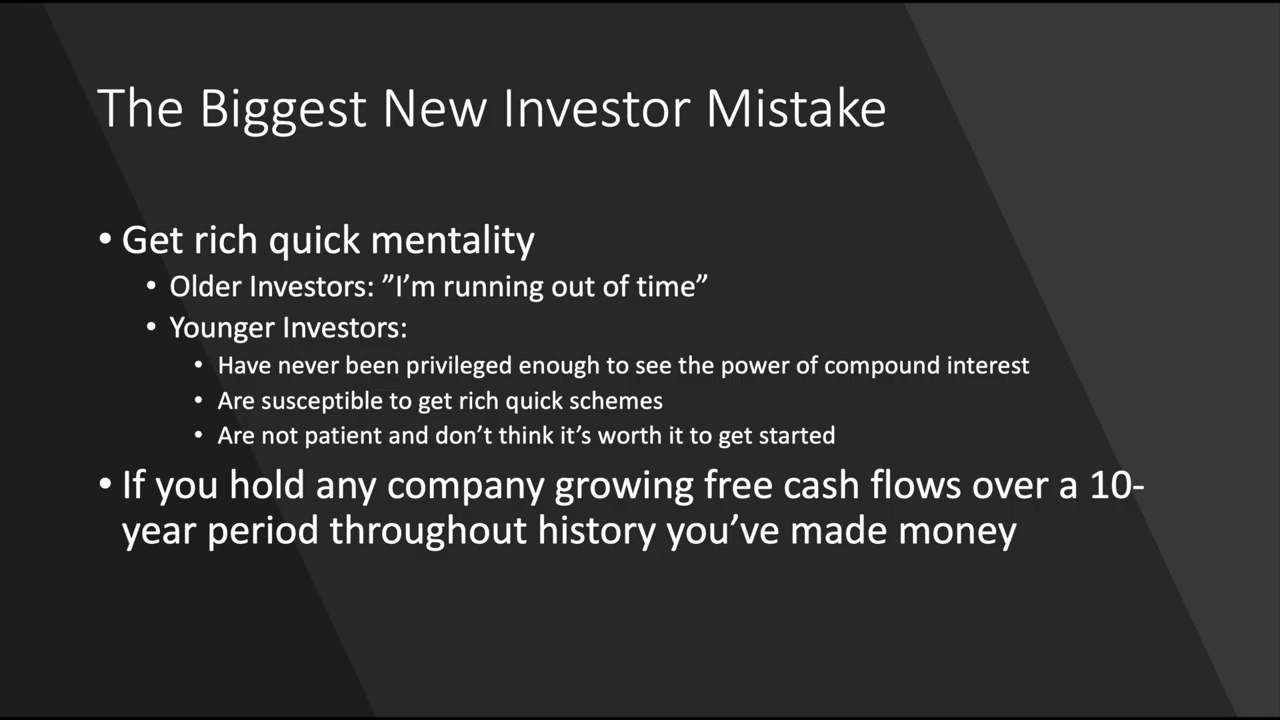 The Biggest New Investor Mistake
• Get rich quick mentality
• Older Investors: ”I’m running out of time”
• Younger Investors:
• Have never been privileged enough to see the power of compound interest
• Are susceptible to get rich quick schemes
• Are not patient and don’t think it’s worth it to get started
• If you hold any company growing free cash flows over a 10-
year period throughout history you’ve made money